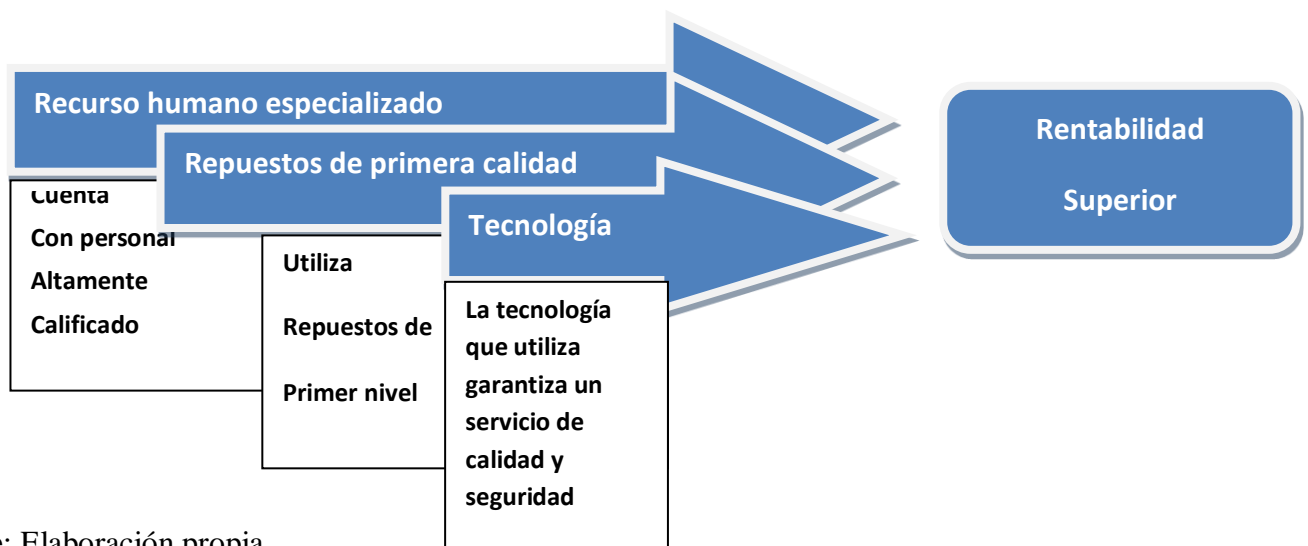 Recurso humano especializado
Repuestos de primera calidad
Tecnología
Rentabilidad
Superior
Cuenta
Con personal
Altamente
Calificado
Utiliza
Repuestos de
Primer nivel
La tecnología
que utiliza
garantiza un
servicio de
calidad y
seguridad
: Elaboración propia